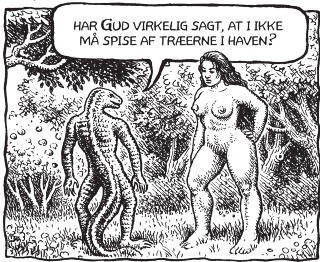 HAR GUD VIRKELIG SAGT, AT I IKKE
MÅ SPISE AF TRÆERNE I HAVEN?